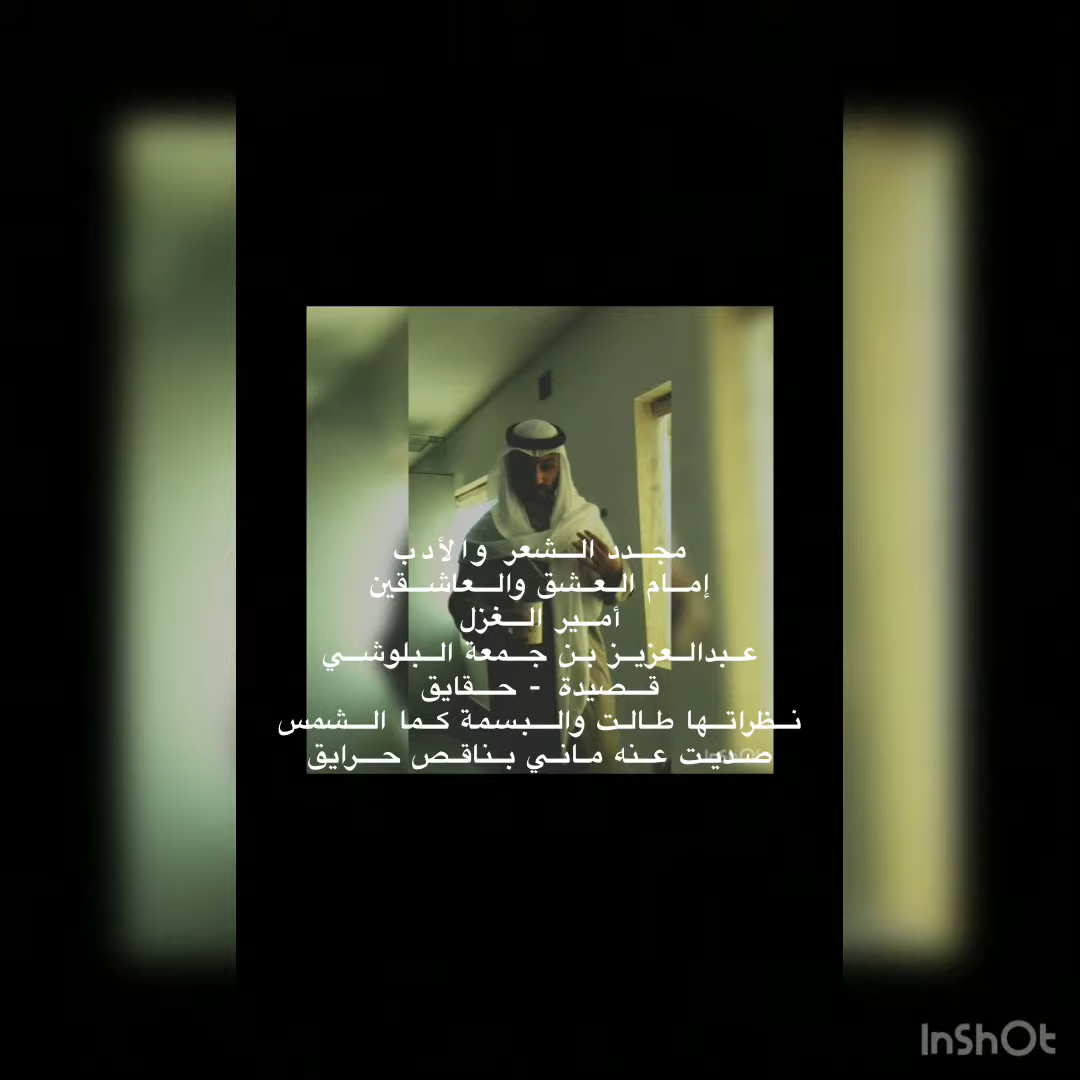 مجدد الشعر والأدب
إمام العشق والعاشقين
أمير الغزل
عبدالعزيز بن جمعة البلوشي
قصيدة - حقايق
نظراتها طالت والبسمة كما الشمس
صديت عنه ماني بناقص حرايق
InShOt
InShOt